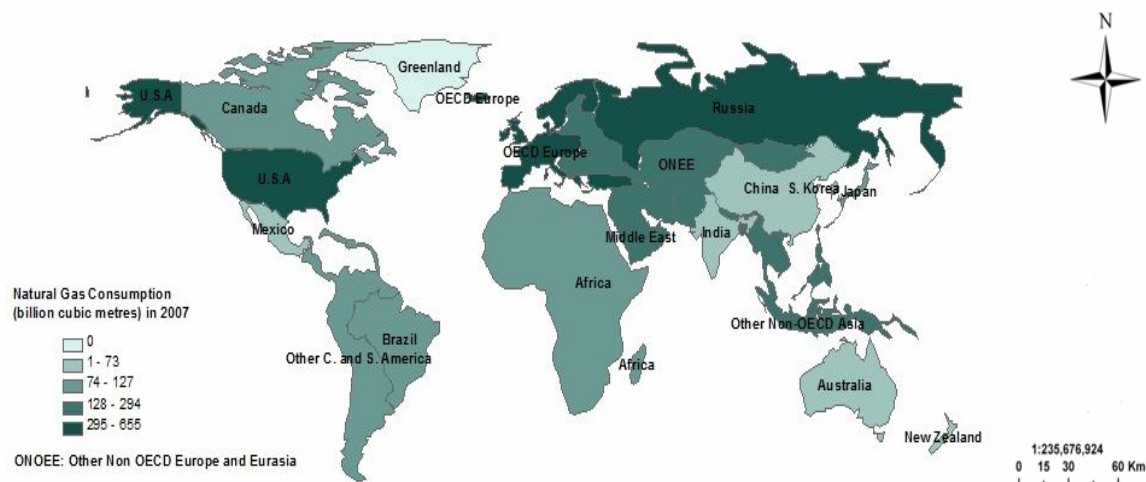 N
Greenland
U.S.A
Canada
OECD Europe
Russia
OECD Europe
ONEE
U.S.A
China
S. Korea
Japan
Mexico
India
Middle East
Africa
Natural Gas Consumption
(billion cubic metres) in 2007
0
1 - 73
74 - 127
128 - 294
295 - 655
Other Non-OECD Asia
Brazil
Other C. and S. America
Africa
Australia
New Zealand
ONOEE: Other Non OECD Europe and Eurasia
1:235,676,924
0 15 30 60 Km